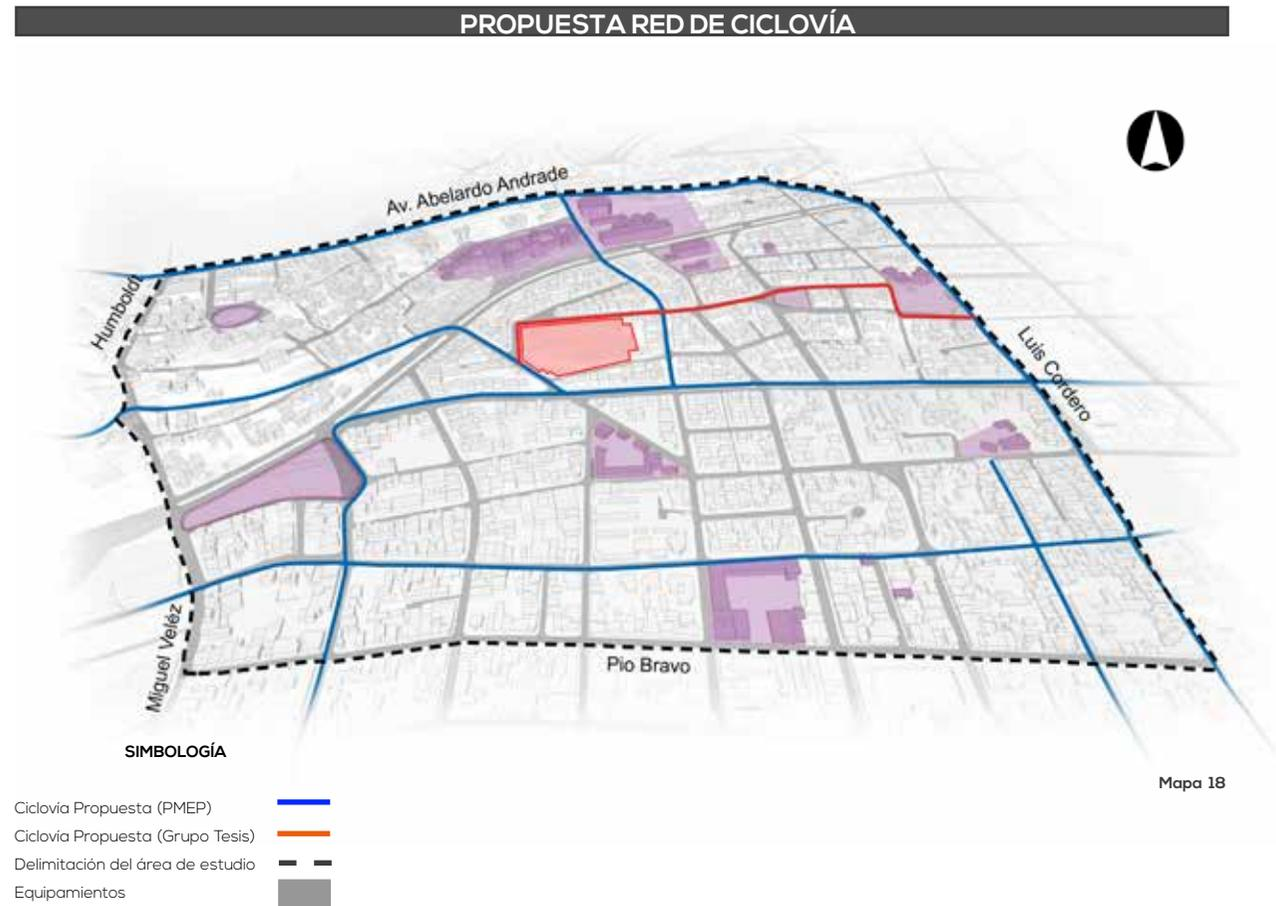 PROPUESTA RED DE CICLOVÍA
Av. Abelardo Andrade
Humboldt
Luis Cordero
Miguel Veléz
Pio Bravo
SIMBOLOGÍA
Mapa 18
Ciclovía Propuesta (PMEP)
Ciclovía Propuesta (Grupo Tesis)
Delimitación del área de estudio
Equipamientos